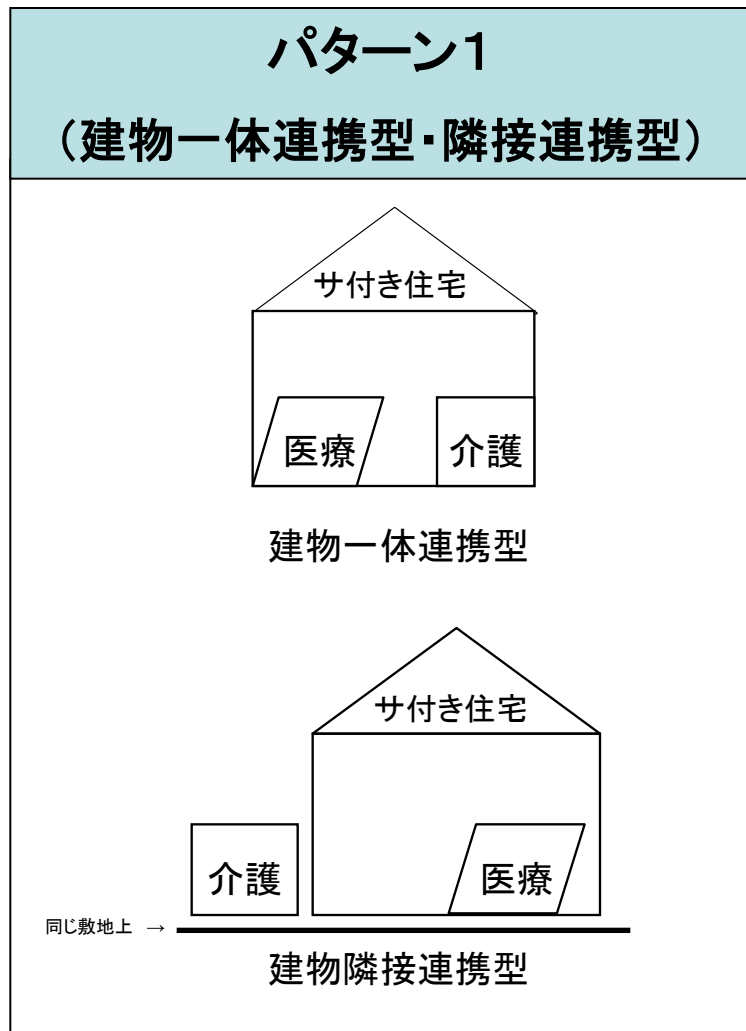 パターン1
(建物一体連携型・隣接連携型)
サ付き住宅
医療
介護
建物一体連携型
サ付き住宅
介護
医療
同じ敷地上 →
建物隣接連携型